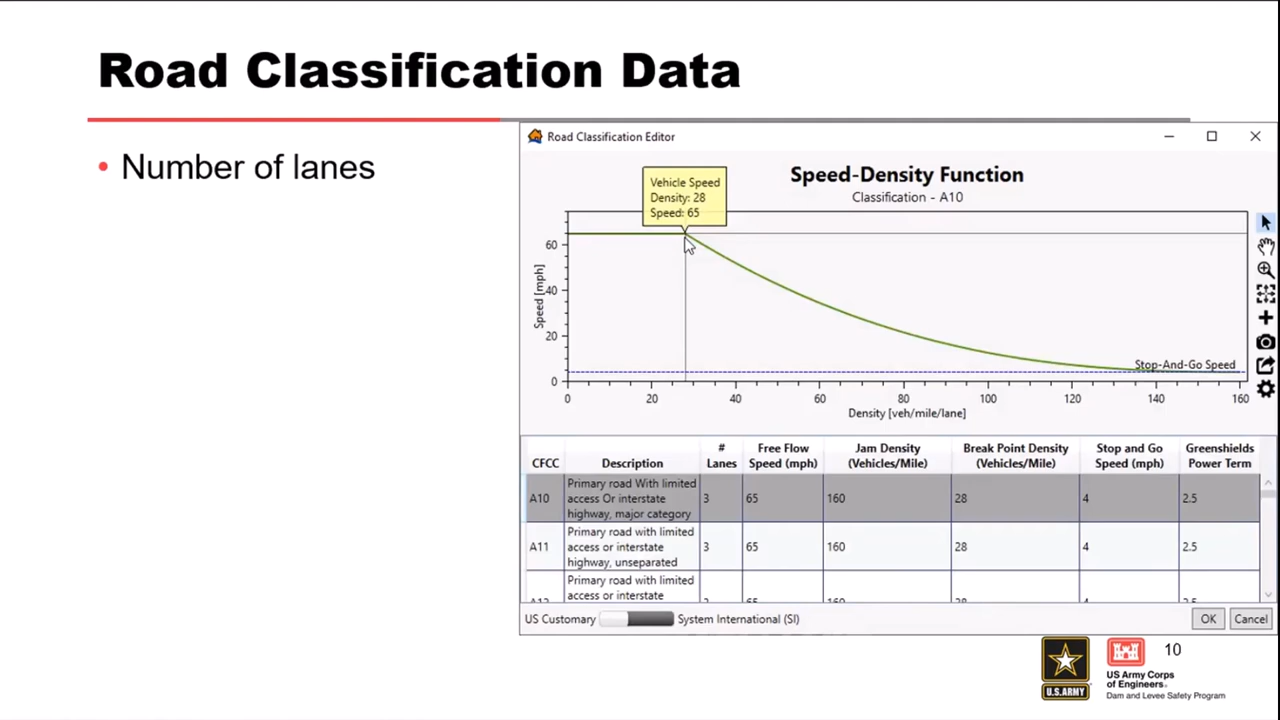 Road Classification Data
• Number of lanes
Road Classification Editor
Speed-Density Function
Classification - A10
Vehicle Speed
Density: 28
Speed: 65
Speed [mph]
60
40
20
0
Stop-And-Go Speed
0 20 40 60 80 100 120 140 160
Density [veh/mile/lane]
CFCC Description # Lanes Free Flow Speed (mph) Jam Density (Vehicles/Mile) Break Point Density (Vehicles/Mile) Stop and Go Speed (mph) Greenshields Power Term
A10 Primary road With limited access Or interstate highway, major category 3 65 160 28 4 2.5
A11 Primary road with limited access or interstate highway, unseparated 3 65 160 28 4 2.5
Primary road with limited
access or interstate
US Customary System International (SI) OK Cancel
U.S.ARMY
US Army Corps
of Engineers®
Dam and Levee Safety Program
10